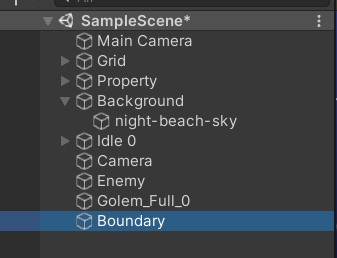 SampleScene*
Main Camera
Grid
Property
Background
night-beach-sky
Idle 0
Camera
Enemy
Golem_Full_0
Boundary